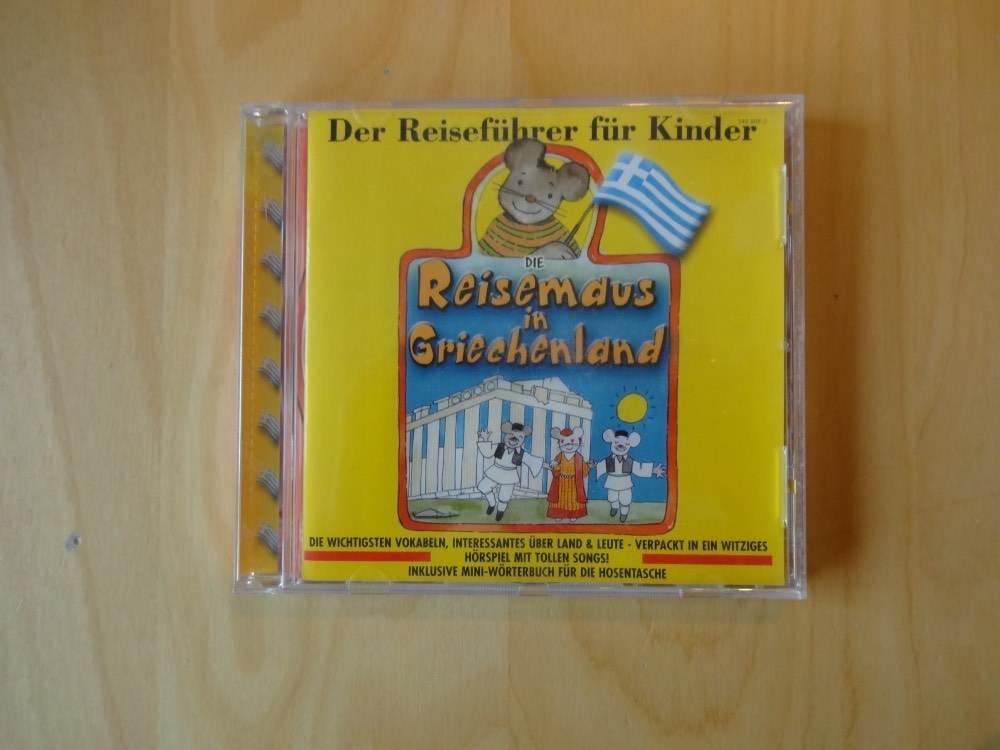 Der Reiseführer für Kinder
DIE
Reisemaus
in
Griechenland
DIE WICHTIGSTEN VOKABELN, INTERESSANTES ÜBER LAND & LEUTE - VERPACKT IN EIN WITZIGES
HÖRSPIEL MIT TOLLEN SONGS!
INKLUSIVE MINI-WÖRTERBUCH FÜR DIE HOSENTASCHE